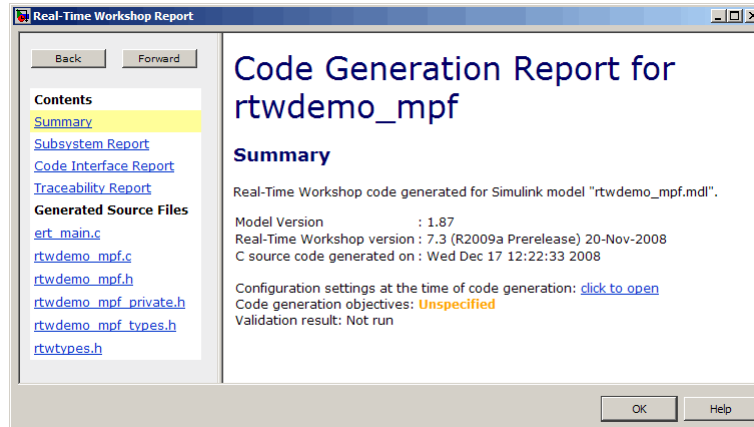 Real-Time Workshop Report
Back Forward
Contents
Summary
Subsystem Report
Code Interface Report
Traceability Report
Generated Source Files
ert_main.c
rtwdemo_mpf.c
rtwdemo_mpf.h
rtwdemo_mpf_private.h
rtwdemo_mpf_types.h
rtwtypes.h
Code Generation Report for
rtwdemo_mpf
Summary
Real-Time Workshop code generated for Simulink model "rtwdemo_mpf.mdl".
Model Version : 1.87
Real-Time Workshop version : 7.3 (R2009a Prerelease) 20-Nov-2008
C source code generated on : Wed Dec 17 12:22:33 2008
Configuration settings at the time of code generation: click to open
Code generation objectives: Unspecified
Validation result: Not run
OK Help